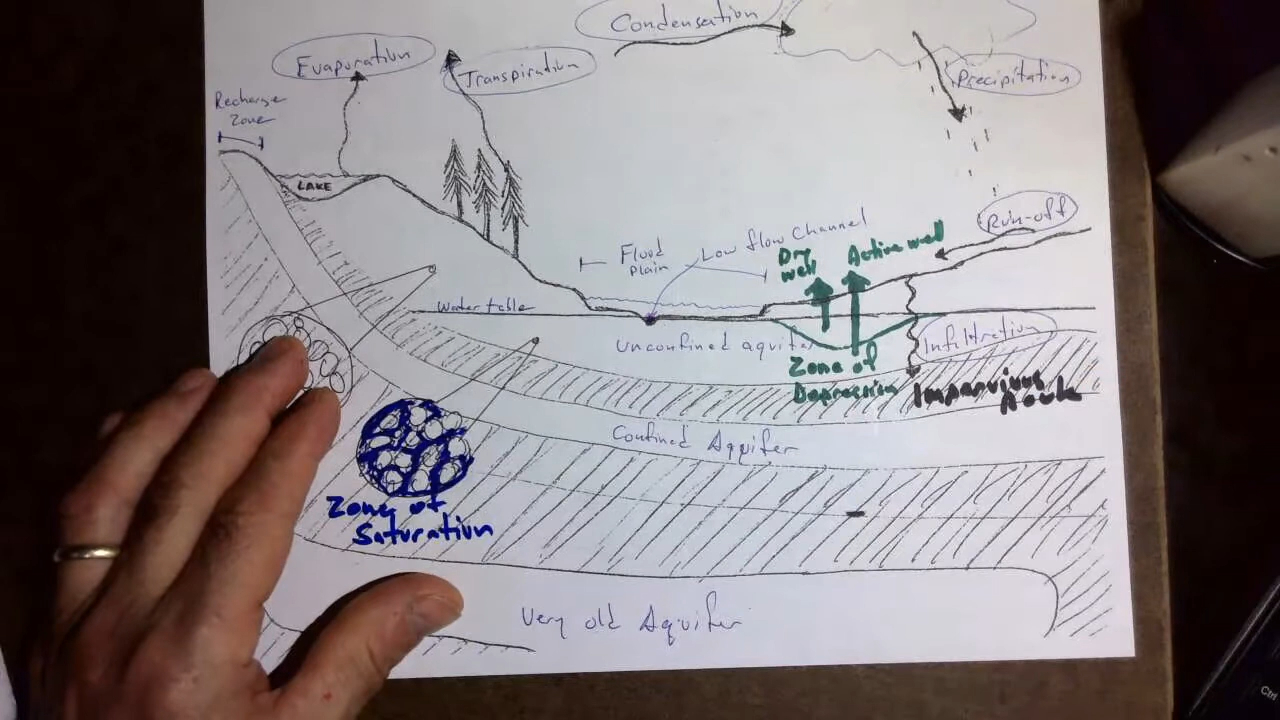 Condensation
Evaporation
Transpiration
Precipitation
Recharge
Zone
LAKE
Run-off
Flood
plain
Low flow channel
Dry
well
Active well
Water table
Unconfined aquifer
Infiltration
Zone of
Depression
Impervious
Rock
Confined Aquifer
Zone of
Saturation
Very old Aquifer
Ctrl